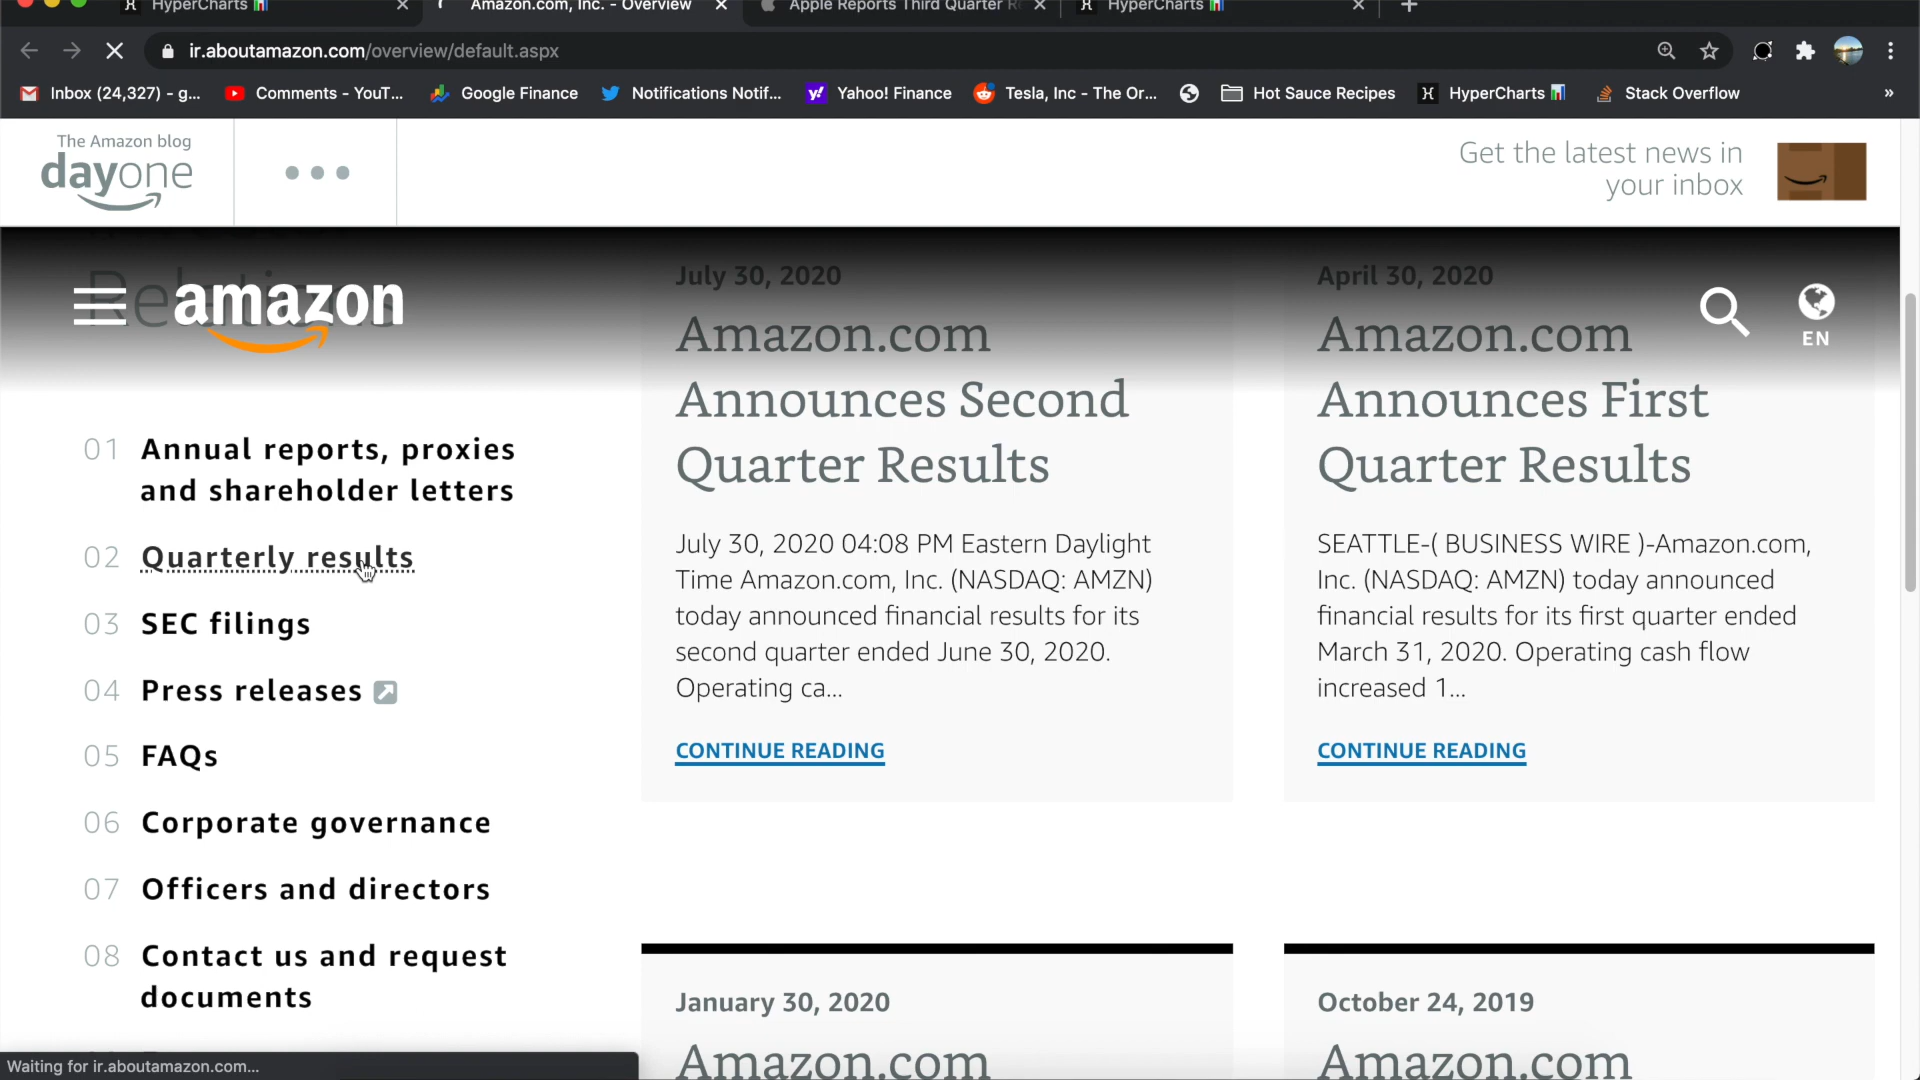 HyperCharts
Amazon.com, Inc. - Overview
Apple Reports Third Quarter R
HyperCharts
ir.aboutamazon.com/overview/default.aspx
Inbox (24,327) - g...
Comments - YouT...
Google Finance
Notifications Notif...
Yahoo! Finance
Tesla, Inc - The Or...
Hot Sauce Recipes
HyperCharts
Stack Overflow
»
The Amazon blog
dayone
Get the latest news in
your inbox
Relations
amazon
EN
01 Annual reports, proxies
and shareholder letters
02 Quarterly results
03 SEC filings
04 Press releases
05 FAQs
06 Corporate governance
07 Officers and directors
08 Contact us and request
documents
July 30, 2020
Amazon.com
Announces Second
Quarter Results
July 30, 2020 04:08 PM Eastern Daylight
Time Amazon.com, Inc. (NASDAQ: AMZN)
today announced financial results for its
second quarter ended June 30, 2020.
Operating ca...
CONTINUE READING
April 30, 2020
Amazon.com
Announces First
Quarter Results
SEATTLE-( BUSINESS WIRE )-Amazon.com,
Inc. (NASDAQ: AMZN) today announced
financial results for its first quarter ended
March 31, 2020. Operating cash flow
increased 1...
CONTINUE READING
January 30, 2020
Amazon.com
October 24, 2019
Amazon.com
Waiting for ir.aboutamazon.com...